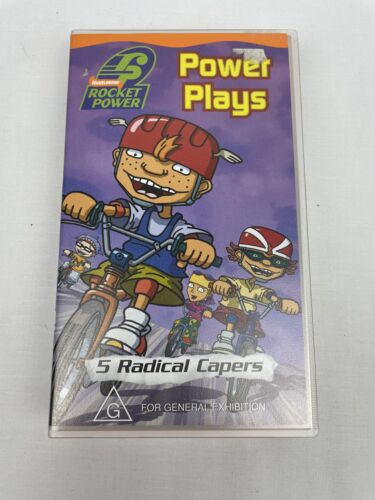 NICKELODEON
ROCKET
POWER
Power
Plays
5 Radical Capers
G
FOR GENERAL EXHIBITION